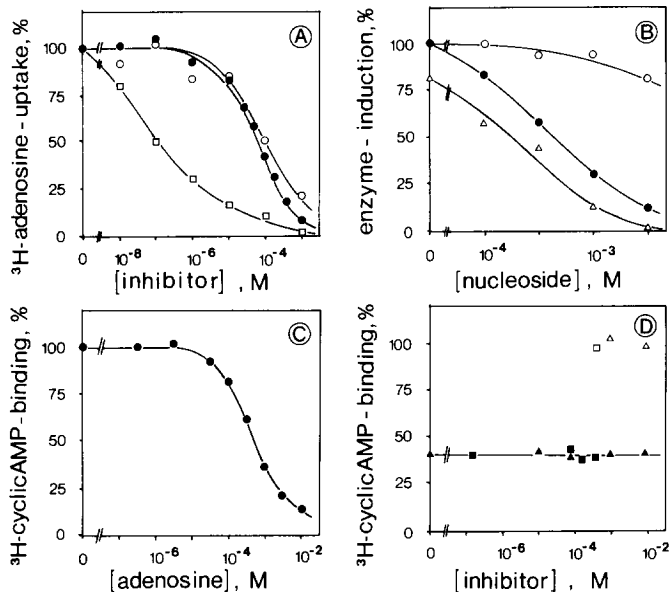 A
³H-adenosine-uptake, %
100
75
50
25
0
0 10⁻⁸ 10⁻⁶ 10⁻⁴
[inhibitor] , M
B
enzyme-induction, %
100
75
50
25
0
0 10⁻⁴ 10⁻³
[nucleoside] , M
C
³H-cyclicAMP-binding, %
100
75
50
25
0
0 10⁻⁶ 10⁻⁴ 10⁻²
[adenosine] , M
D
³H-cyclicAMP-binding, %
100
75
50
25
0
0 10⁻⁶ 10⁻⁴ 10⁻²
[inhibitor] , M